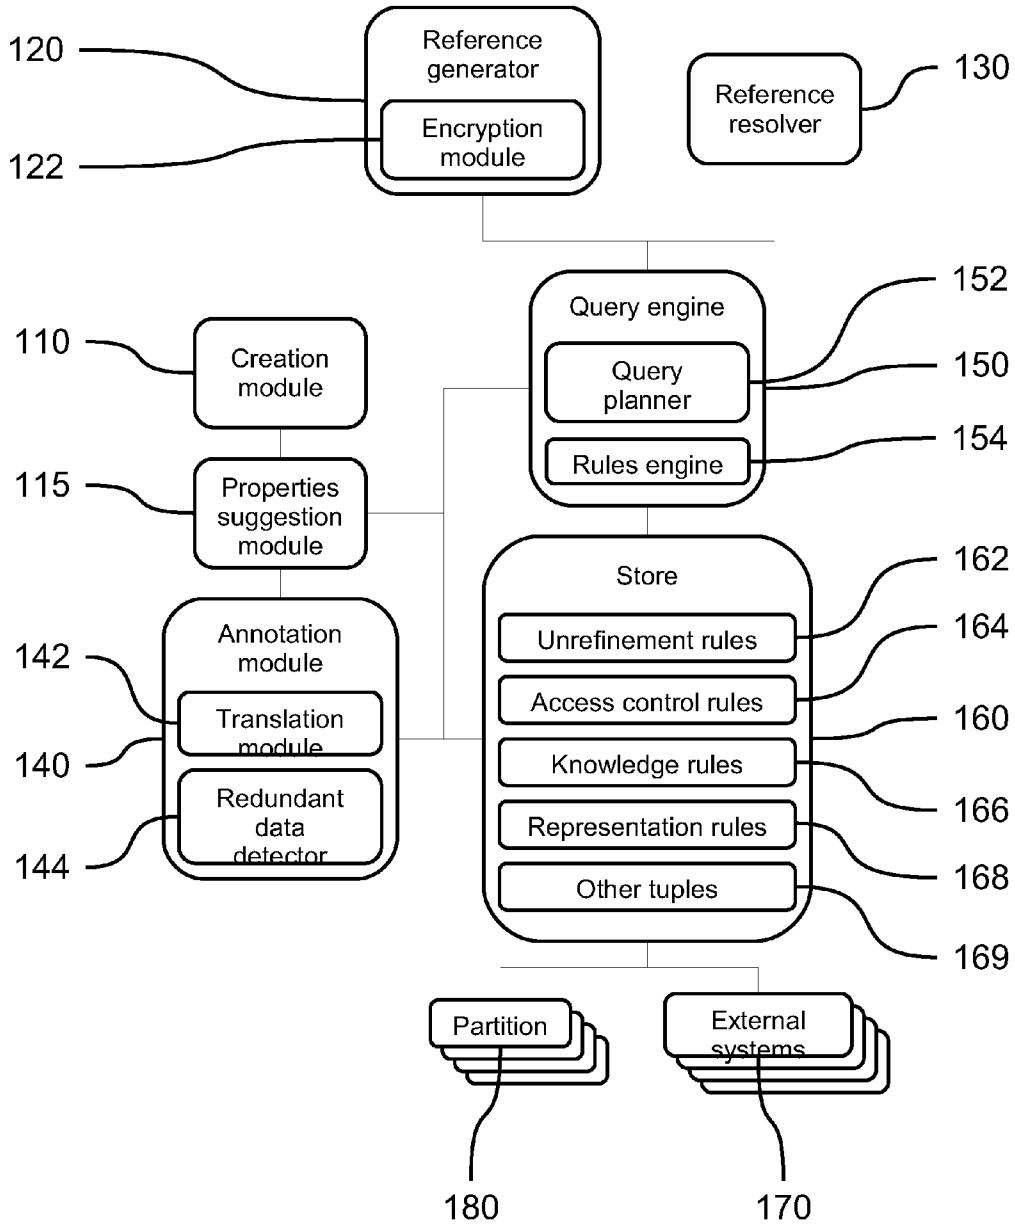 120
Reference
generator
130
Reference
resolver
Encryption
module
122
152
Query engine
110
Creation
module
150
Query
planner
154
Rules engine
115
Properties
suggestion
module
162
Store
Unrefinement rules
164
Annotation
module
142
Access control rules
Translation
module
160
140
Knowledge rules
166
Redundant
data
detector
Representation rules
144
168
Other tuples
169
Partition
External
systems
180
170